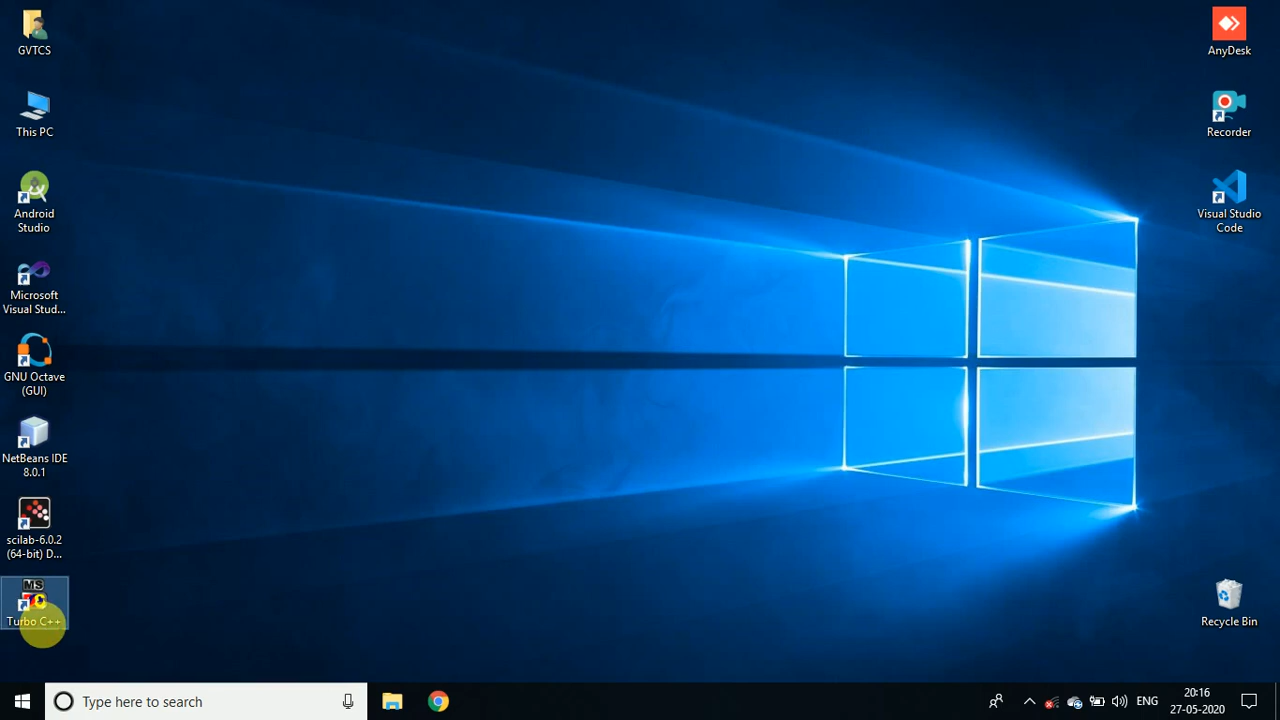 GVTCS
This PC
Android
Studio
Microsoft
Visual Stud...
GNU Octave
(GUI)
NetBeans IDE
8.0.1
scilab-6.0.2
(64-bit) D...
MS
Turbo C++
AnyDesk
Recorder
Visual Studio
Code
Recycle Bin
Type here to search
ENG
20:16
27-05-2020